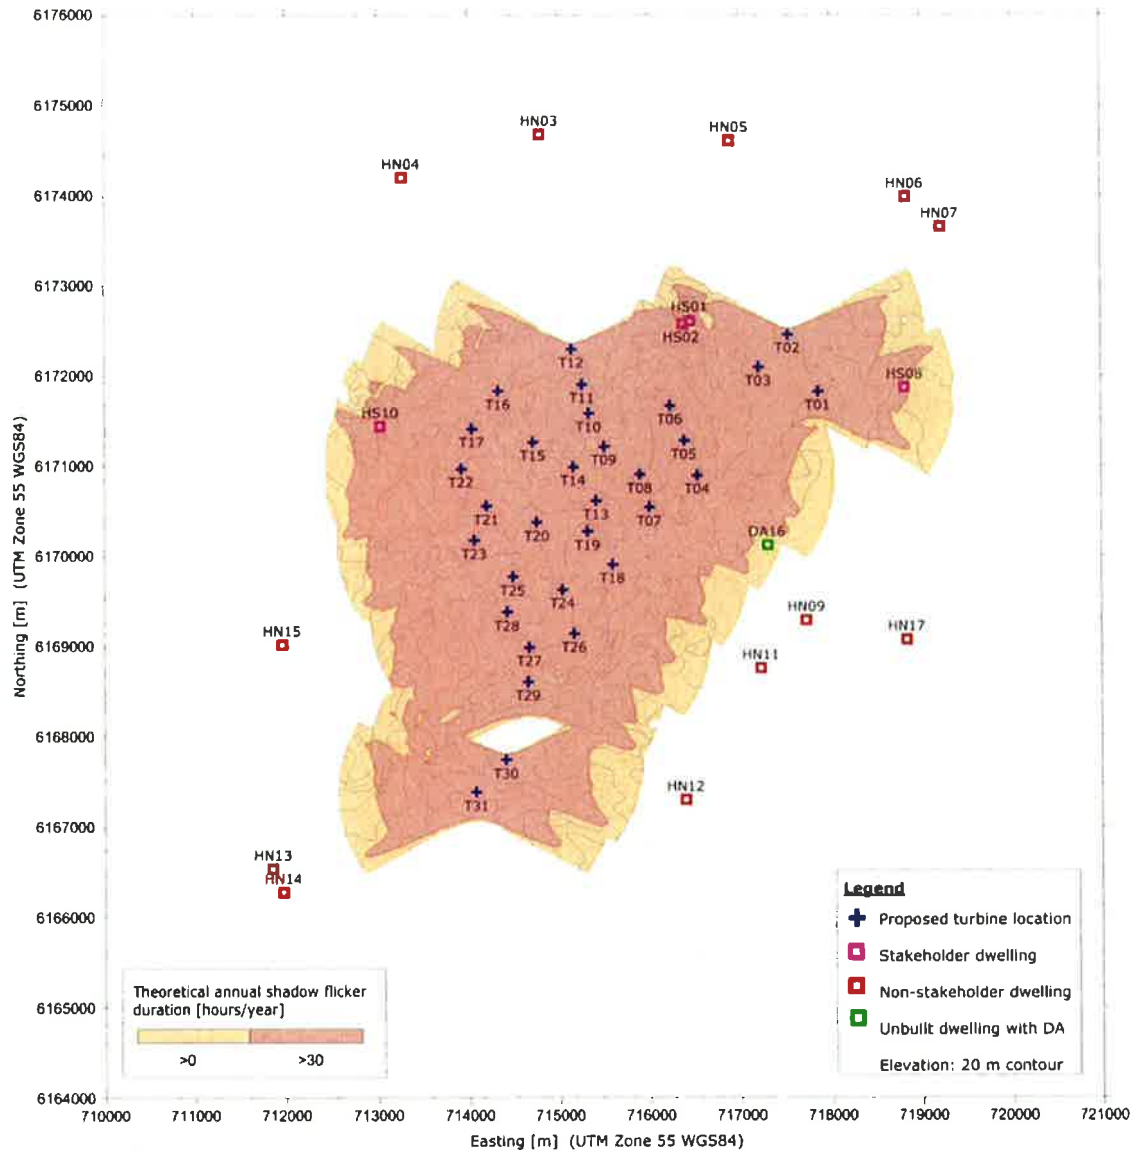 6176000
6175000
6174000
6173000
6172000
6171000
6170000
6169000
6168000
6167000
6166000
6165000
6164000
Northing [m] (UTM Zone 55 WGS84)
HN03
HN05
HN04
HN06
HN07
HS01
HS02
T02
T12
T03
HS08
T11
T01
T16
HS10
T10
T06
T17
T15
T09
T05
T22
T14
T08
T04
T21
T13
T07
T20
T19
DA16
T23
T18
T25
T24
HN09
T28
T26
HN17
HN15
T27
HN11
T29
T30
T31
HN12
HN13
HN14
Legend
Proposed turbine location
Stakeholder dwelling
Non-stakeholder dwelling
Unbuilt dwelling with DA
Elevation: 20 m contour
Theoretical annual shadow flicker
duration [hours/year]
>0 >30
710000 711000 712000 713000 714000 715000 716000 717000 718000 719000 720000 721000
Easting [m] (UTM Zone 55 WGS84)